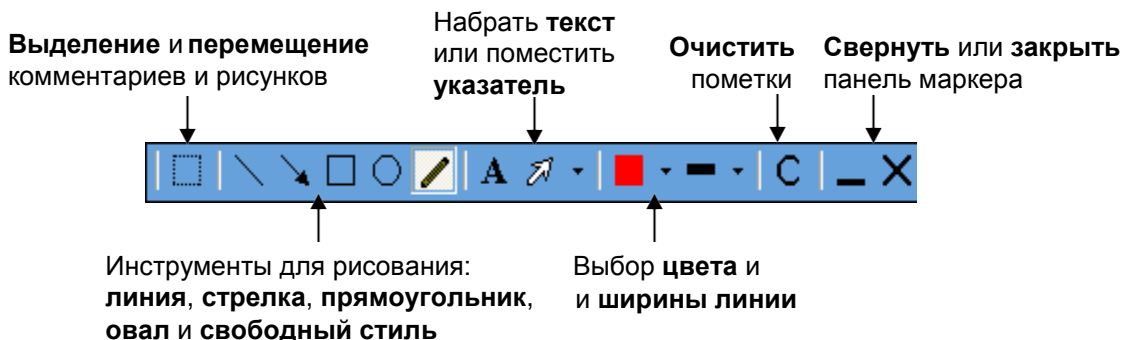 Выделение и перемещение
комментариев и рисунков
Набрать текст
или поместить
указатель
Очистить
пометки
Свернуть или закрыть
панель маркера
A
C
Инструменты для рисования:
линия, стрелка, прямоугольник,
овал и свободный стиль
Выбор цвета и
и ширины линии